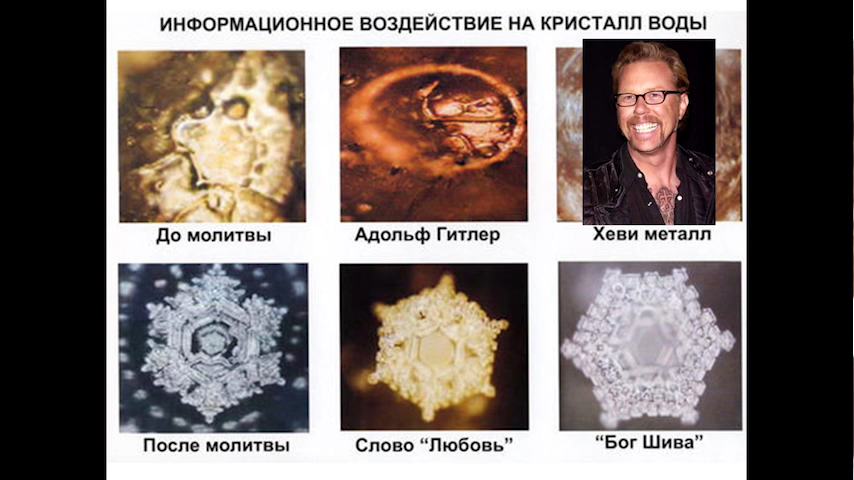 ИНФОРМАЦИОННОЕ ВОЗДЕЙСТВИЕ НА КРИСТАЛЛ ВОДЫ
До молитвы
Адольф Гитлер
Хеви металл
После молитвы
Слово “Любовь”
“Бог Шива”